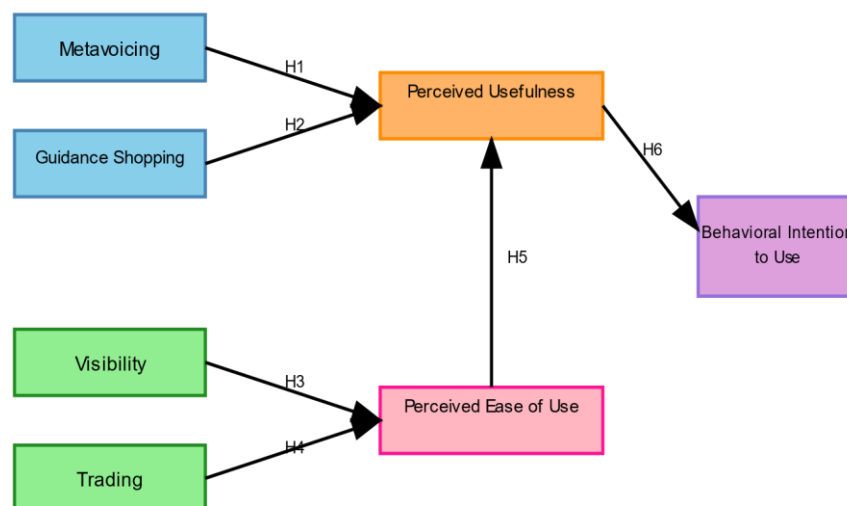 Metavoicing
H1
Perceived Usefulness
Guidance Shopping
H2
H6
Behavioral Intention
to Use
H5
Visibility
H3
Perceived Ease of Use
H4
Trading